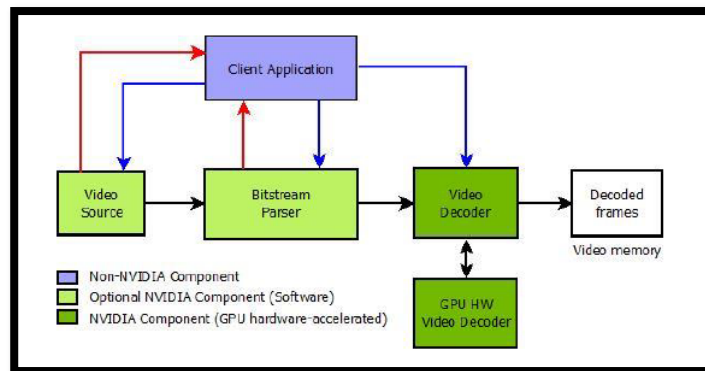 Client Application
Video
Source
Bitstream
Parser
Video
Decoder
Decoded
frames
Video memory
Non-NVIDIA Component
Optional NVIDIA Component (Software)
NVIDIA Component (GPU hardware-accelerated)
GPU HW
Video Decoder